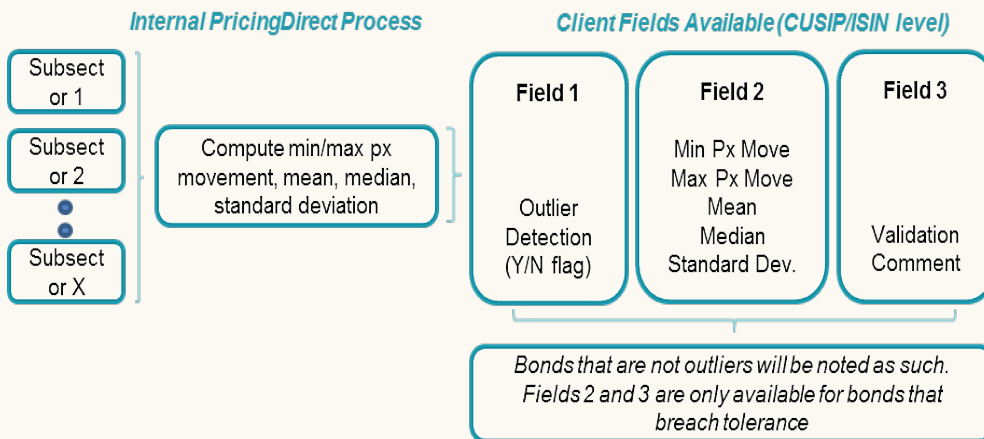 Internal PricingDirect Process
Client Fields Available (CUSIP/ISIN level)
Subsect
or 1
Subsect
or 2
Subsect
or X
Compute min/max px
movement, mean, median,
standard deviation
Field 1
Outlier
Detection
(Y/N flag)
Field 2
Min Px Move
Max Px Move
Mean
Median
Standard Dev.
Field 3
Validation
Comment
Bonds that are not outliers will be noted as such.
Fields 2 and 3 are only available for bonds that
breach tolerance